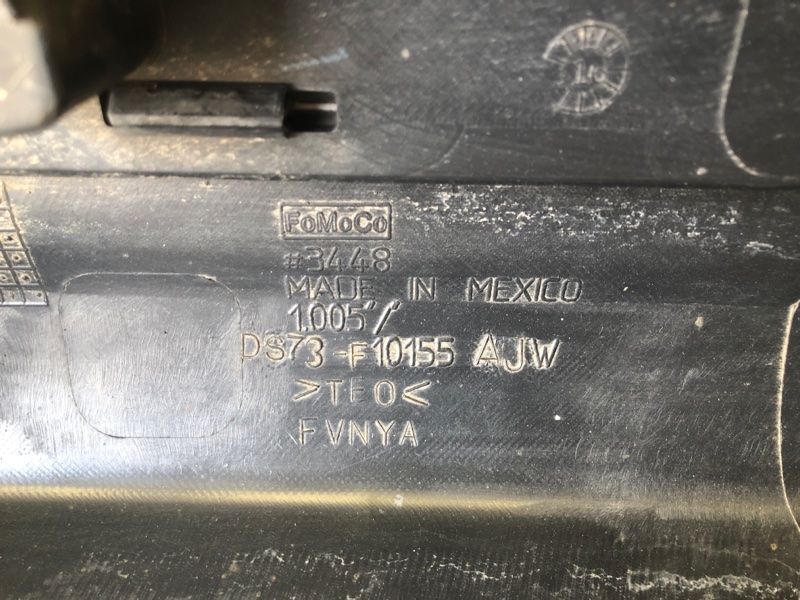 FoMoCo
#3448
MADE IN MEXICO
1.005"/"
DS73-F10155 AJW
>TEO<
FVNYA